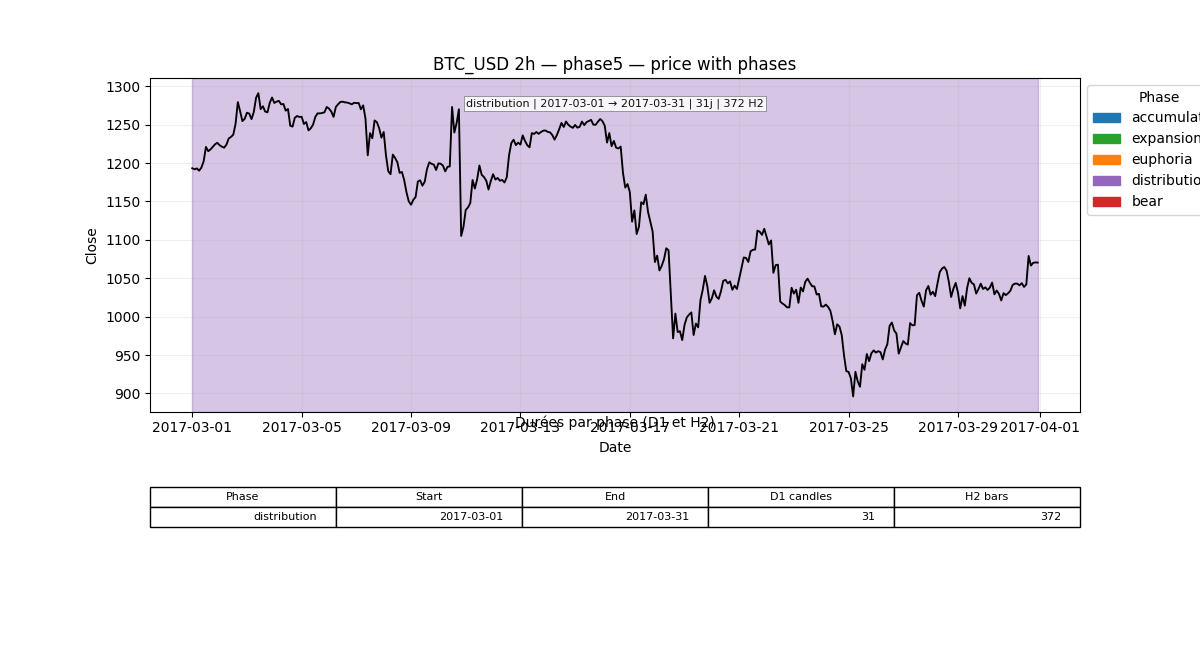 BTC_USD 2h — phase5 — price with phases
distribution | 2017-03-01 → 2017-03-31 | 31j | 372 H2
Close
1300
1250
1200
1150
1100
1050
1000
950
900
Phase
accumulat
expansion
euphoria
distributio
bear
2017-03-01 2017-03-05 2017-03-09 2017-03-13 2017-03-17 2017-03-21 2017-03-25 2017-03-29 2017-04-01
Durées par phase (D1 et H2)
Date
Phase Start End D1 candles H2 bars
distribution 2017-03-01 2017-03-31 31 372